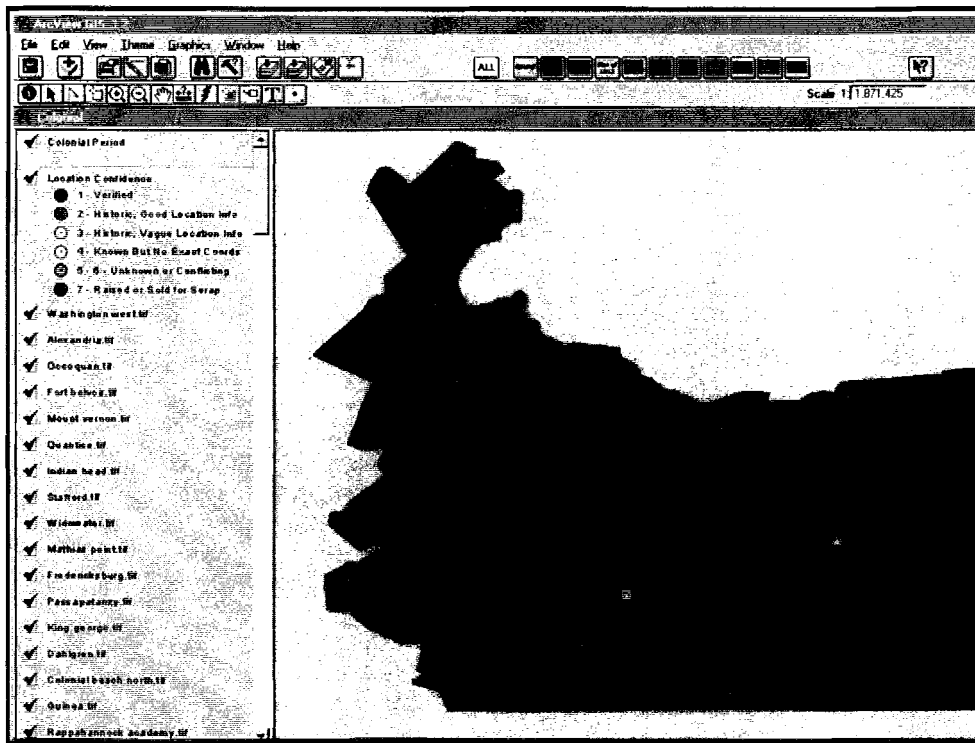 ArcView GIS 3.2
File Edit View Theme Graphics Window Help
ALL
Scale 1: 1,871,425
Colonial
Colonial Period
Location Confidence
1 - Verified
2 - Historic, Good Location Info
3 - Historic, Vague Location Info
4 - Known But No Exact Coords
5 - 6 - Unknown or Conflicting
7 - Raised or Sold for Scrap
Washington west.tif
Alexandria.tif
Occoquan.tif
Fort belvoir.tif
Mount vernon.tif
Quantico.tif
Indian head.tif
Stafford.tif
Widewater.tif
Mathias point.tif
Fredericksburg.tif
Passapatanzy.tif
King george.tif
Dahlgren.tif
Colonial beach north.tif
Guinea.tif
Rappahannock academy.tif